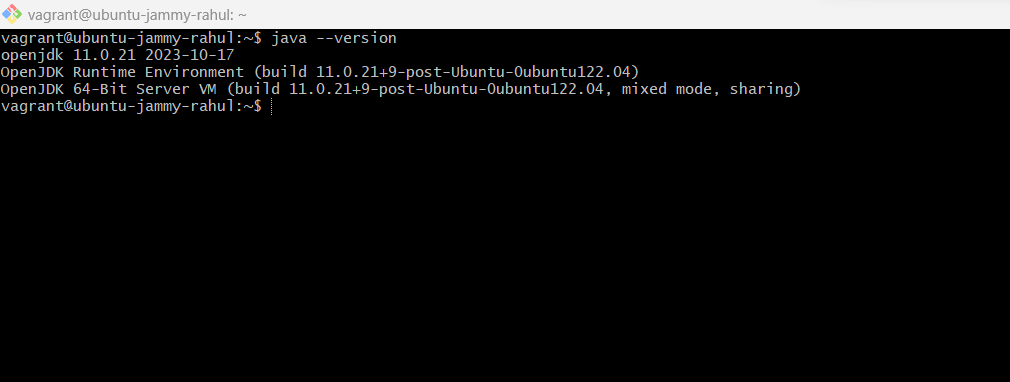 vagrant@ubuntu-jammy-rahul: ~
vagrant@ubuntu-jammy-rahul:~$ java --version
openjdk 11.0.21 2023-10-17
OpenJDK Runtime Environment (build 11.0.21+9-post-Ubuntu-0ubuntu122.04)
OpenJDK 64-Bit Server VM (build 11.0.21+9-post-Ubuntu-0ubuntu122.04, mixed mode, sharing)
vagrant@ubuntu-jammy-rahul:~$